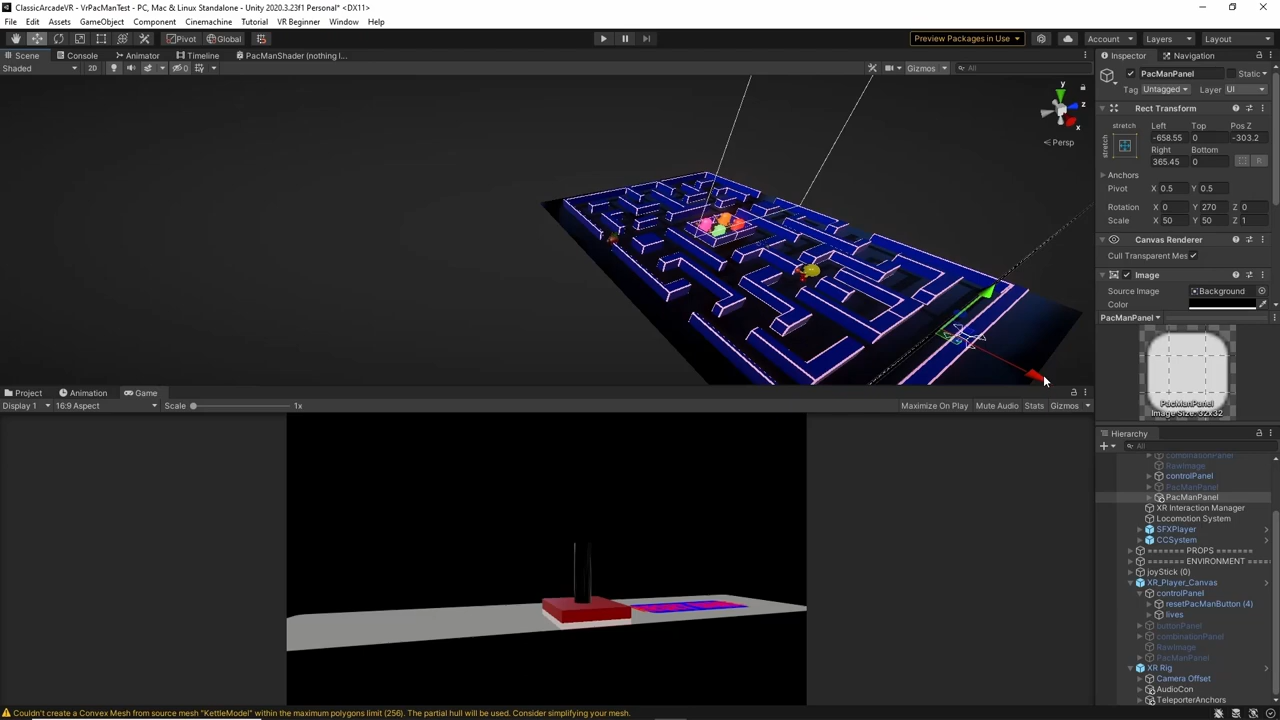 ClassicArcadeVR - VrPacManTest - PC, Mac & Linux Standalone - Unity 2020.3.23f1 Personal* <DX11>
File Edit Assets GameObject Component Cinemachine Tutorial VR Beginner Window Help
Pivot Global Preview Packages in Use Account Layers Layout
Scene Console Animator Timeline PacManShader (nothing l...
Shaded 2D 0 Gizmos All
y
z
x
Persp
Inspector Navigation
PacManPanel Static
Tag Untagged Layer UI
Rect Transform
stretch Left Top Pos Z
stretch -658.55 0 -303.2
Right Bottom
365.45 0 R
Anchors
Pivot X 0.5 Y 0.5
Rotation X 0 Y 270 Z 0
Scale X 50 Y 50 Z 1
Canvas Renderer
Cull Transparent Mes
Image
Source Image Background
Color
PacManPanel
PacManPanel
Image Size: 32x32
Project Animation Game
Display 1 16:9 Aspect Scale 1x Maximize On Play Mute Audio Stats Gizmos
Hierarchy
All
combinationPanel
RawImage
controlPanel
PacManPanel
PacManPanel
XR Interaction Manager
Locomotion System
SFXPlayer
CCSystem
======= PROPS =======
======= ENVIRONMENT ====
joyStick (0)
XR_Player_Canvas
controlPanel
resetPacManButton (4)
lives
buttonPanel
combinationPanel
RawImage
PacManPanel
XR Rig
Camera Offset
AudioCon
TeleporterAnchors
Couldn't create a Convex Mesh from source mesh "KettleModel" within the maximum polygons limit (256). The partial hull will be used. Consider simplifying your mesh.